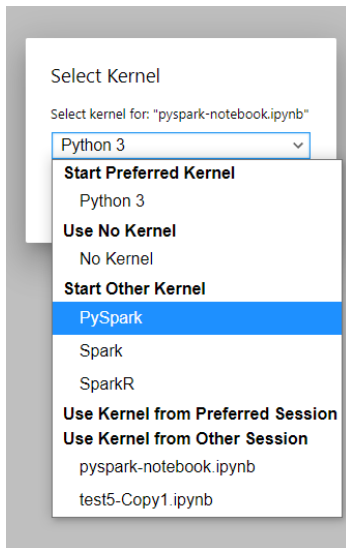 Select Kernel
Select kernel for: "pyspark-notebook.ipynb"
Python 3
Start Preferred Kernel
Python 3
Use No Kernel
No Kernel
Start Other Kernel
PySpark
Spark
SparkR
Use Kernel from Preferred Session
Use Kernel from Other Session
pyspark-notebook.ipynb
test5-Copy1.ipynb